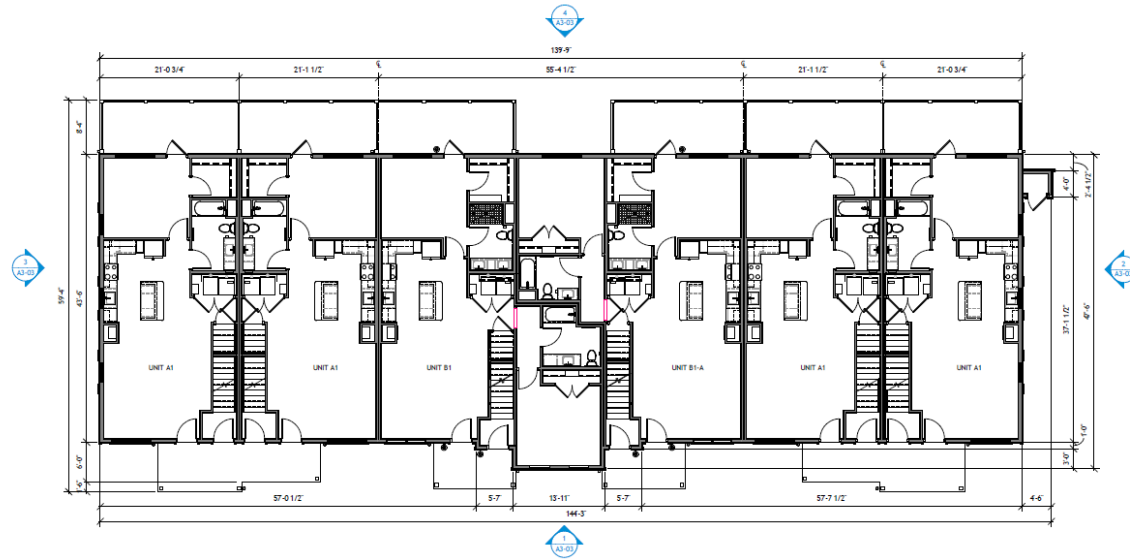 4
A3-03
139'-9"
21'-0 3/4"
21'-1 1/2"
55'-4 1/2"
21'-1 1/2"
21'-0 3/4"
8'-4"
4'-0"
2'-4 1/2"
3
A3-03
59'-4"
43'-6"
2
A3-03
37'-1 1/2"
47'-6"
UNIT A1
UNIT A1
UNIT B1
UNIT B1-A
UNIT A1
UNIT A1
6'-0"
1'-6"
1'-0"
3'-0"
57'-0 1/2"
5'-7"
13'-11"
5'-7"
57'-7 1/2"
4'-6"
144'-3"
1
A3-03